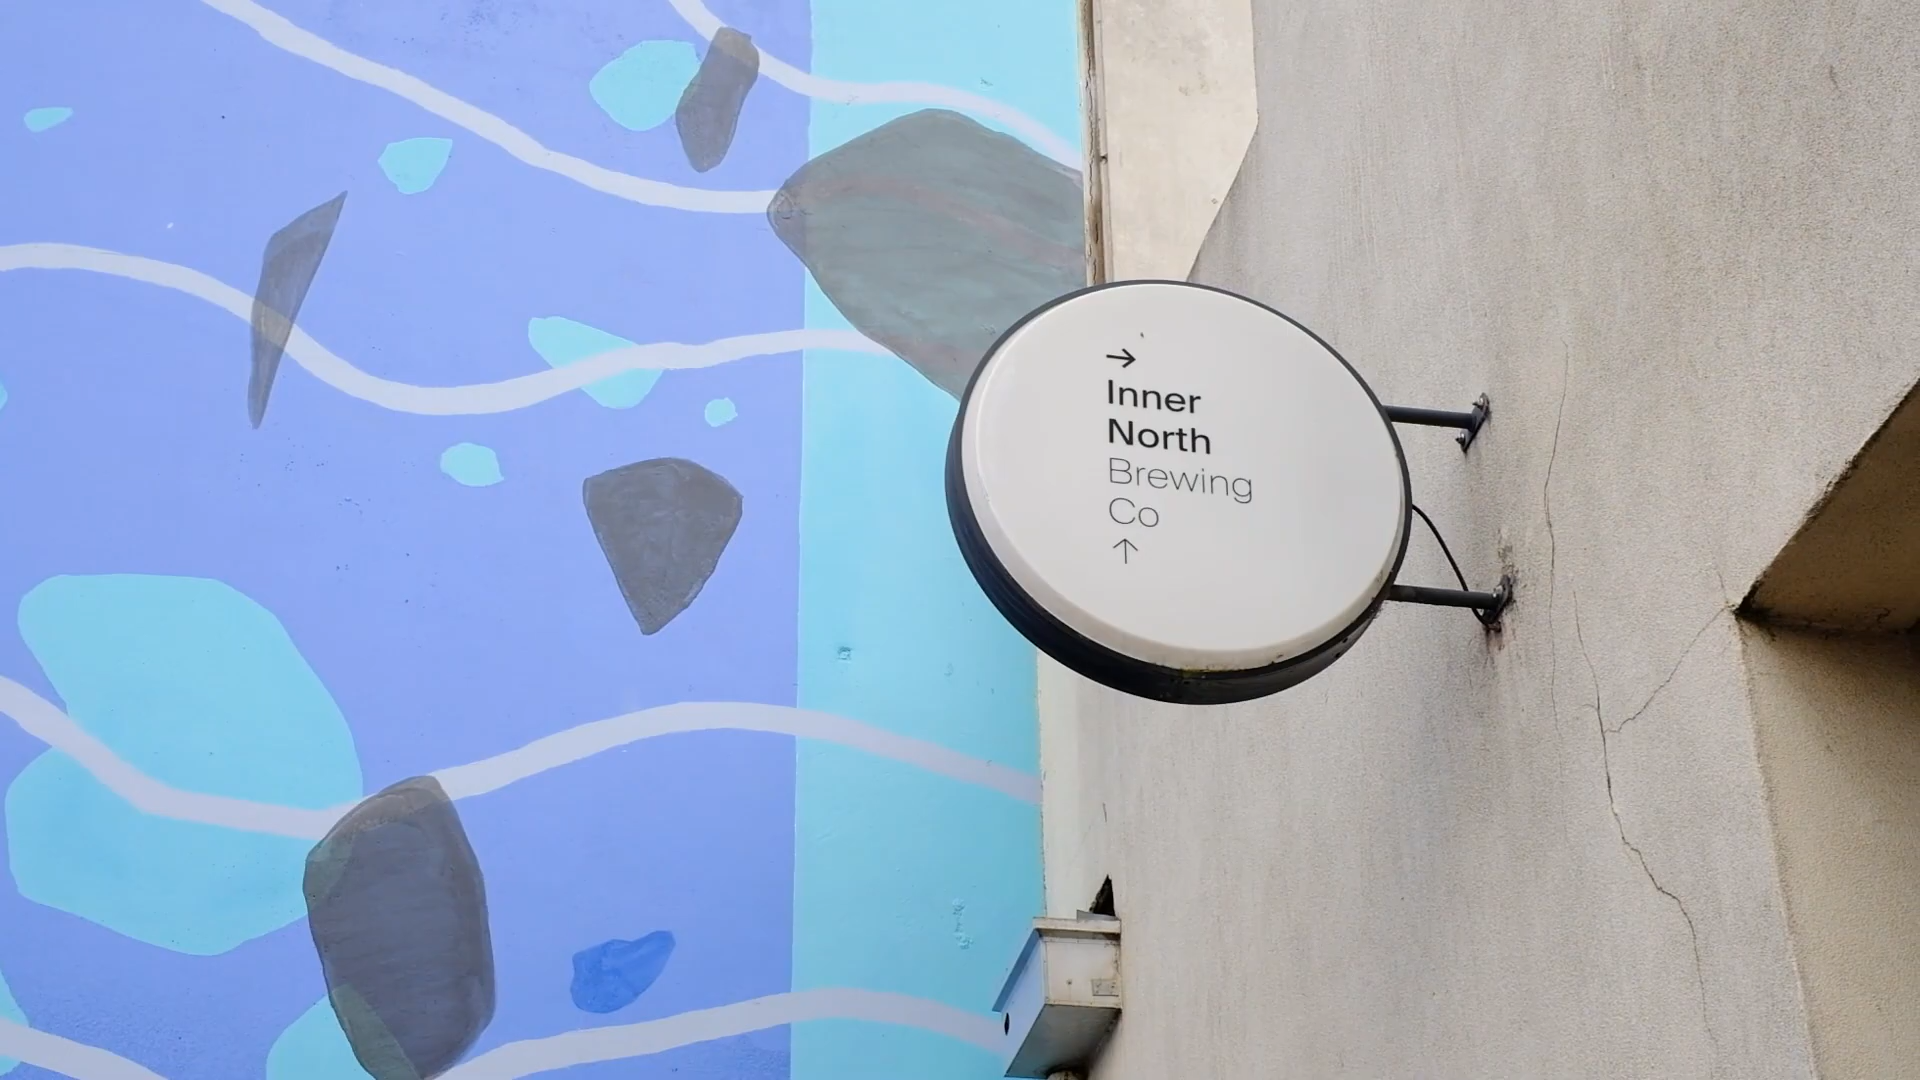 →
Inner
North
Brewing
Co
↑